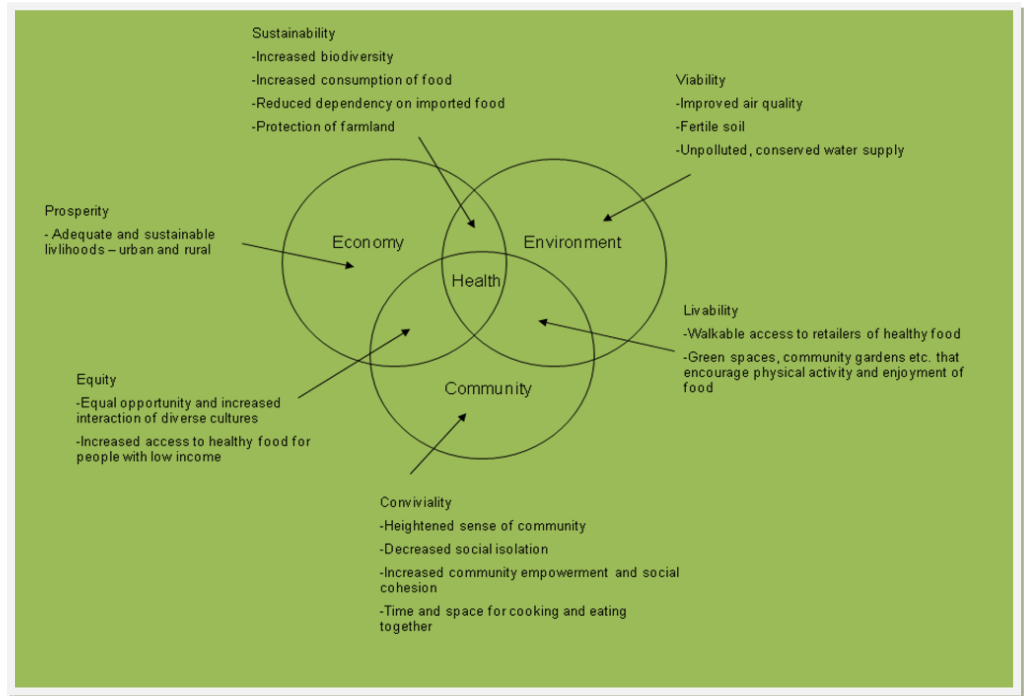 Sustainability
-Increased biodiversity
-Increased consumption of food
-Reduced dependency on imported food
-Protection of farmland
Viability
-Improved air quality
-Fertile soil
-Unpolluted, conserved water supply
Prosperity
- Adequate and sustainable
livlihoods – urban and rural
Economy
Environment
Health
Livability
-Walkable access to retailers of healthy food
-Green spaces, community gardens etc. that
encourage physical activity and enjoyment of
food
Equity
-Equal opportunity and increased
interaction of diverse cultures
-Increased access to healthy food for
people with low income
Community
Conviviality
-Heightened sense of community
-Decreased social isolation
-Increased community empowerment and social
cohesion
-Time and space for cooking and eating
together